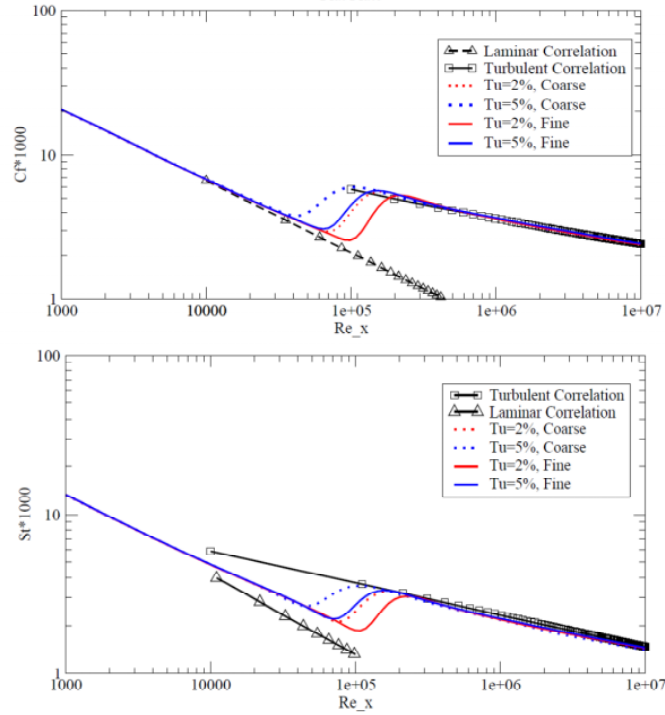 100
Laminar Correlation
Turbulent Correlation
Tu=2%, Coarse
Tu=5%, Coarse
Tu=2%, Fine
Tu=5%, Fine
Cf*1000
10
1
1000
10000
1e+05
1e+06
1e+07
Re_x
100
Turbulent Correlation
Laminar Correlation
Tu=2%, Coarse
Tu=5%, Coarse
Tu=2%, Fine
Tu=5%, Fine
St*1000
10
1
1000
10000
1e+05
1e+06
1e+07
Re_x